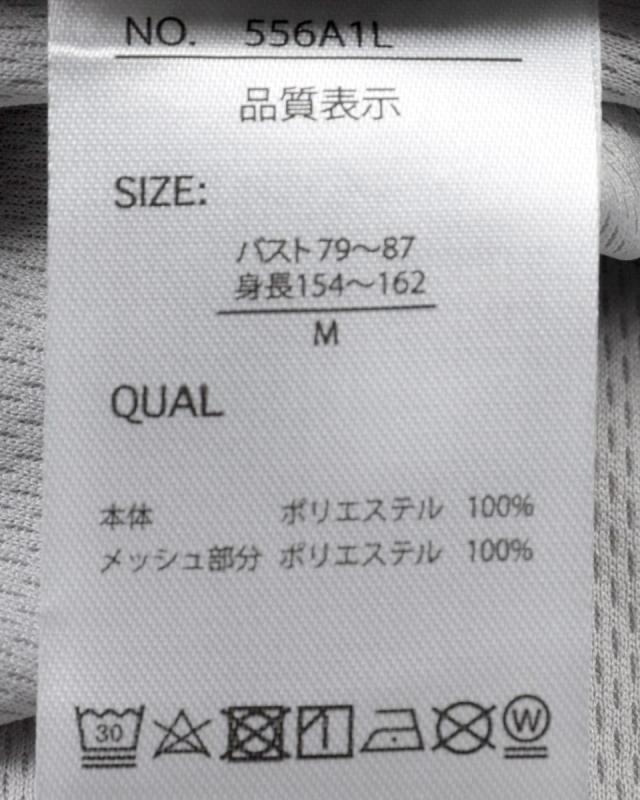 NO. 556A1L
品質表示
SIZE:
バスト79～87
身長154～162
M
QUAL
本体 ポリエステル 100%
メッシュ部分 ポリエステル 100%
30 W